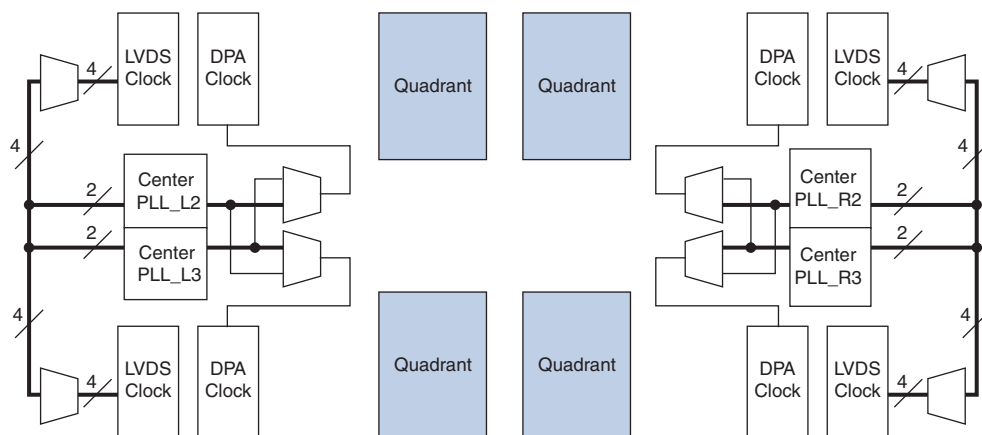 4
LVDS
Clock
DPA
Clock
Quadrant
Quadrant
DPA
Clock
LVDS
Clock
4
4
4
2
Center
PLL_L2
Center
PLL_R2
2
2
Center
PLL_L3
Center
PLL_R3
2
4
4
4
LVDS
Clock
DPA
Clock
Quadrant
Quadrant
DPA
Clock
LVDS
Clock
4